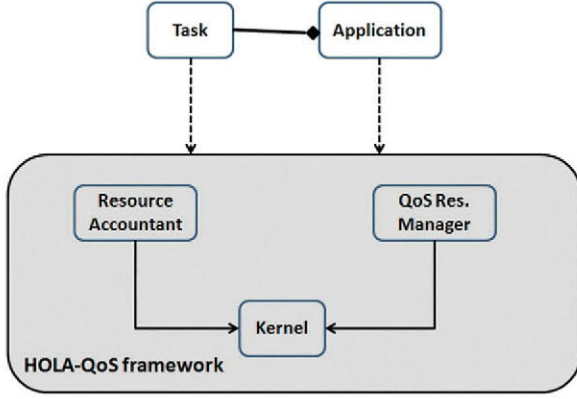 Task
Application
Resource
Accountant
QoS Res.
Manager
Kernel
HOLA-QoS framework